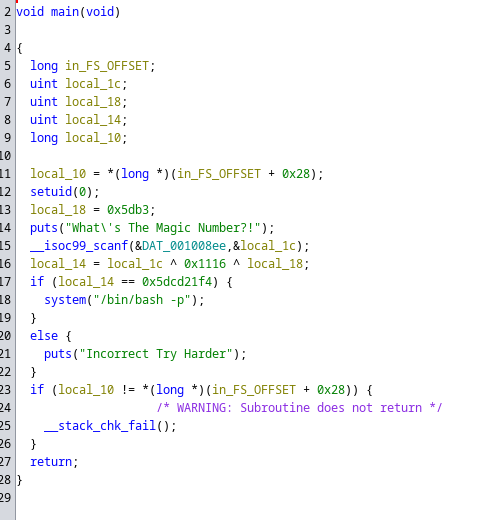 2 void main(void)
3
4 {
5 long in_FS_OFFSET;
6 uint local_1c;
7 uint local_18;
8 uint local_14;
9 long local_10;
10
11 local_10 = *(long *)(in_FS_OFFSET + 0x28);
12 setuid(0);
13 local_18 = 0x5db3;
14 puts("What\'s The Magic Number?!");
15 __isoc99_scanf(&DAT_001008ee,&local_1c);
16 local_14 = local_1c ^ 0x1116 ^ local_18;
17 if (local_14 == 0x5dcd21f4) {
18 system("/bin/bash -p");
19 }
20 else {
21 puts("Incorrect Try Harder");
22 }
23 if (local_10 != *(long *)(in_FS_OFFSET + 0x28)) {
24 /* WARNING: Subroutine does not return */
25 __stack_chk_fail();
26 }
27 return;
28 }
29